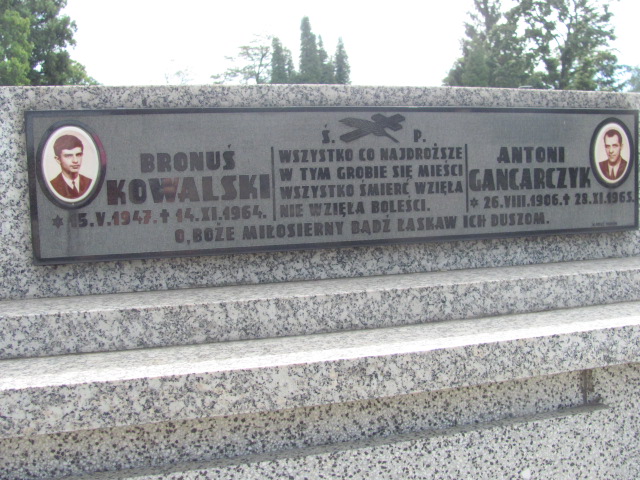 Ś. P.
BRONUŚ
KOWALSKI
* 15.V.1947. † 14.XI.1964.
WSZYSTKO CO NAJDROŻSZE
W TYM GROBIE SIĘ MIEŚCI
WSZYSTKO ŚMIERĆ WZIĘŁA
NIE WZIĘŁA BOLEŚCI.
ANTONI
GANCARCZYK
* 26.VIII.1906. † 28.XI.1965.
O, BOŻE MIŁOSIERNY BĄDŹ ŁASKAW ICH DUSZOM.